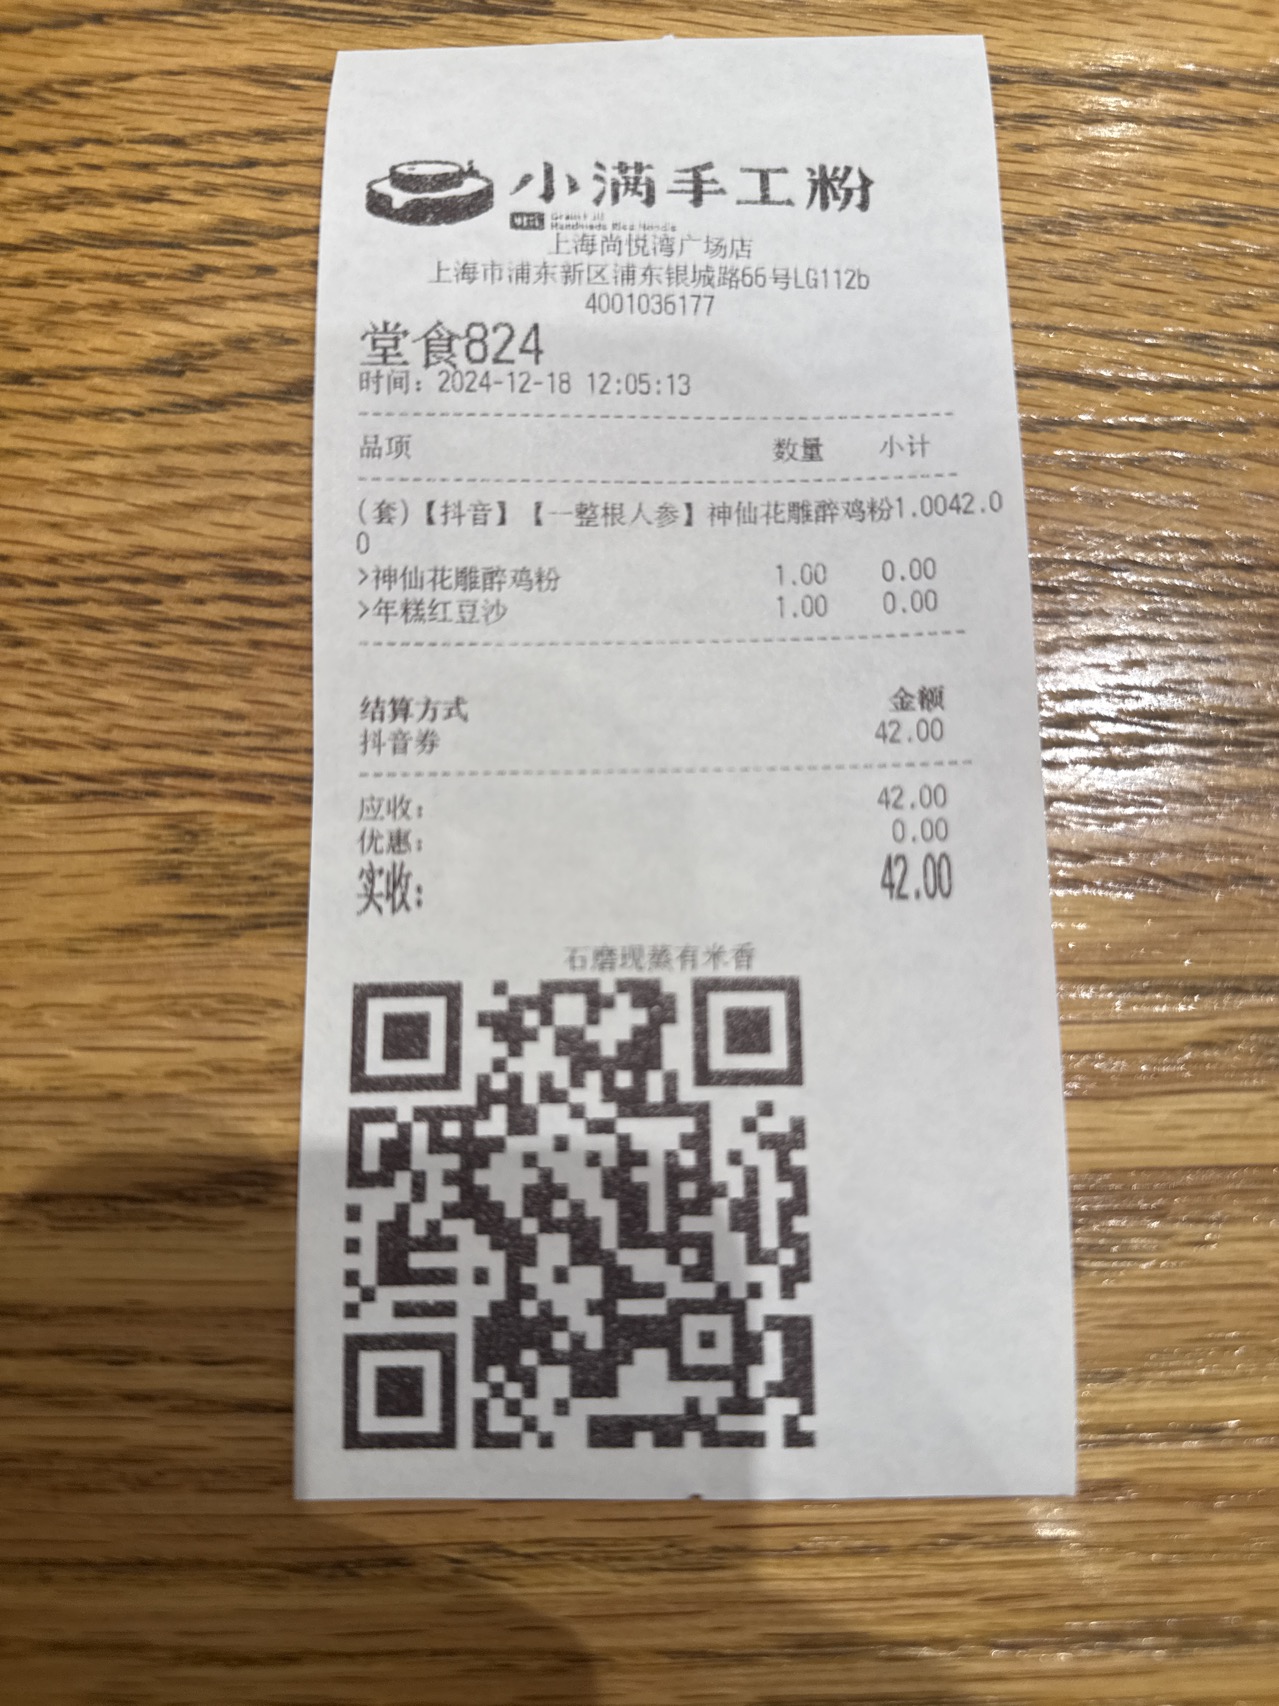 小满手工粉
Grain Full
Handmade Rice Noodle
上海尚悦湾广场店
上海市浦东新区浦东银城路66号LG112b
4001036177
堂食824
时间：2024-12-18 12:05:13
品项 数量 小计
(套)【抖音】【一整根人参】神仙花雕醉鸡粉1.0042.0
0
>神仙花雕醉鸡粉 1.00 0.00
>年糕红豆沙 1.00 0.00
结算方式 金额
抖音券 42.00
应收： 42.00
优惠： 0.00
实收： 42.00
石磨现蒸有米香